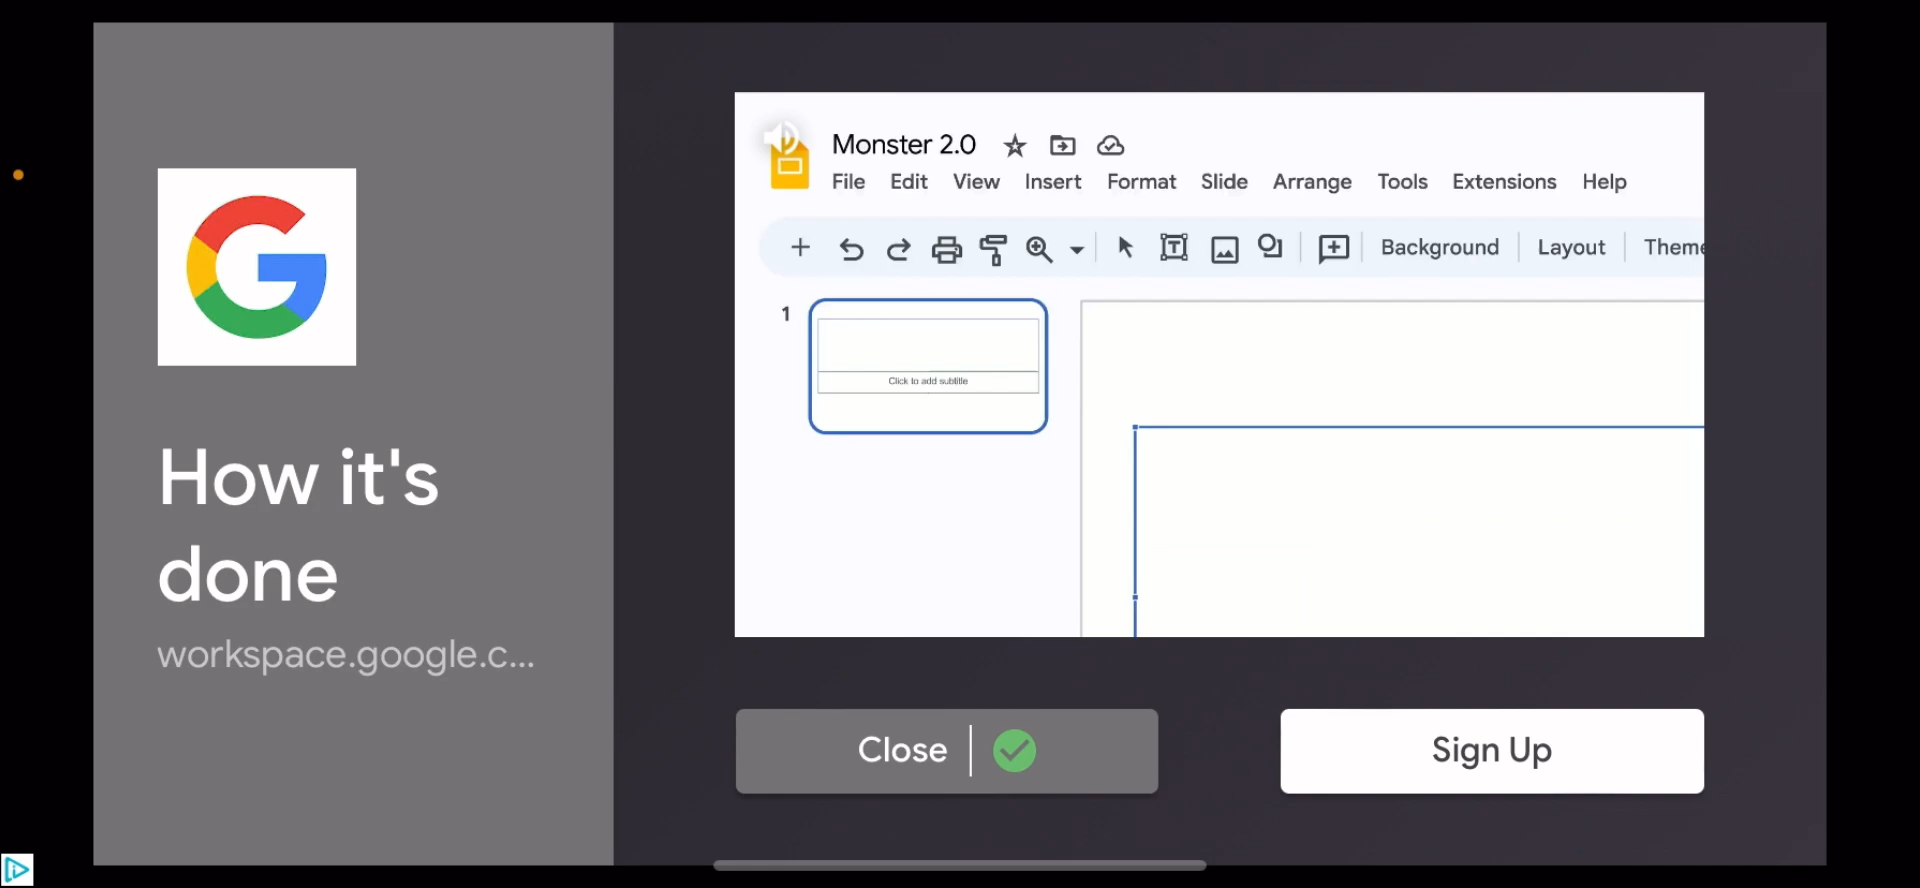 How it's
done
workspace.google.c...
Monster 2.0
File Edit View Insert Format Slide Arrange Tools Extensions Help
Background Layout Theme
1
Click to add subtitle
Close
Sign Up